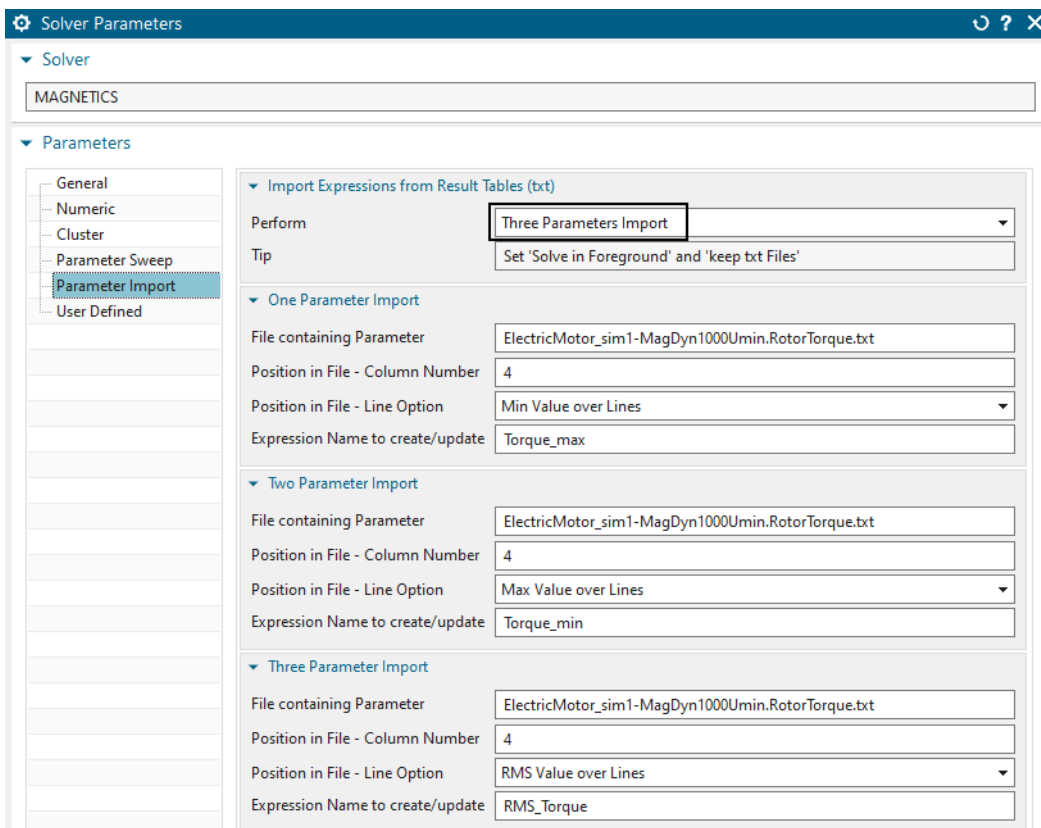 Solver Parameters
Solver
MAGNETICS
Parameters
General
Numeric
Cluster
Parameter Sweep
Parameter Import
User Defined
Import Expressions from Result Tables (txt)
Perform Three Parameters Import
Tip Set 'Solve in Foreground' and 'keep txt Files'
One Parameter Import
File containing Parameter ElectricMotor_sim1-MagDyn1000Umin.RotorTorque.txt
Position in File - Column Number 4
Position in File - Line Option Min Value over Lines
Expression Name to create/update Torque_max
Two Parameter Import
File containing Parameter ElectricMotor_sim1-MagDyn1000Umin.RotorTorque.txt
Position in File - Column Number 4
Position in File - Line Option Max Value over Lines
Expression Name to create/update Torque_min
Three Parameter Import
File containing Parameter ElectricMotor_sim1-MagDyn1000Umin.RotorTorque.txt
Position in File - Column Number 4
Position in File - Line Option RMS Value over Lines
Expression Name to create/update RMS_Torque